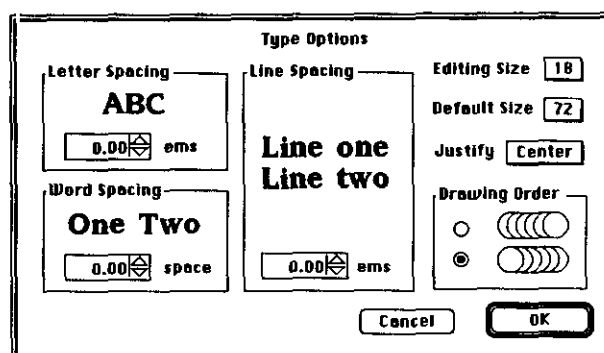 Type Options
Letter Spacing
ABC
0.00 ems
Word Spacing
One Two
0.00 space
Line Spacing
Line one
Line two
0.00 ems
Editing Size 18
Default Size 72
Justify Center
Drawing Order
Cancel
OK